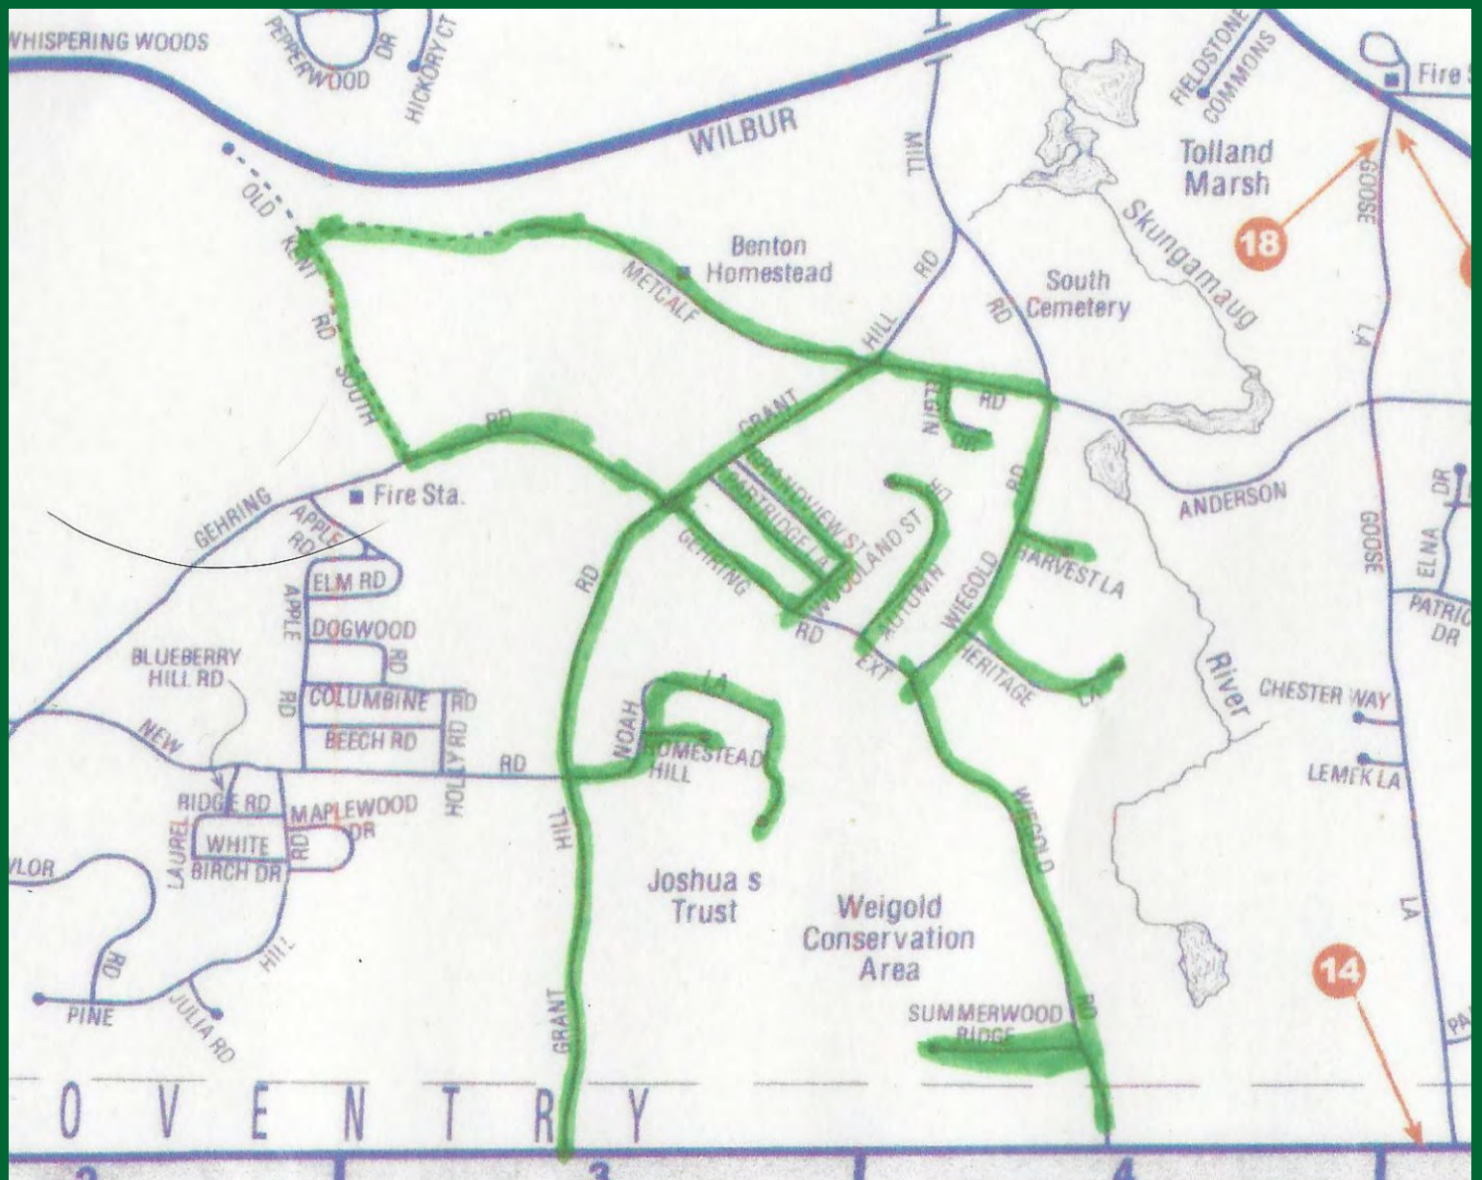 WHISPERING WOODS
PEPPERWOOD
DR
HICKORY CT
WILBUR
MILL
FIELDSTONE
COMMONS
Fire
Tolland
Marsh
18
GOOSE
OLD
KENT
RD
SOUTH
Benton
Homestead
METCALF
RD
HILL
RD
South
Cemetery
Skungamaug
LA
RD
GRANT
ELGIN
DR
RD
GEHRING
Fire Sta.
APPLE
RD
ELM RD
APPLE
DOGWOOD
RD
BLUEBERRY
HILL RD
RD
COLUMBINE
RD
BEECH RD
HOLLY RD
NEW
RD
RIDGE RD
MAPLEWOOD
DR
LAUREL
WHITE
BIRCH DR
RD
HILL
RD
PINE
JULIA RD
GRANDVIEW ST
PARTRIDGE LA
WOODLAND ST
GEHRING
RD
RD
AUTUMN
DR
EXT
WIEGOLD
RD
HARVEST LA
HERITAGE
LA
ANDERSON
GOOSE
DR
ELNA
DR
River
CHESTER WAY
LEMEK LA
NOAH
LA
HOMESTEAD
HILL
HILL
Joshua s
Trust
Weigold
Conservation
Area
WIEGOLD
RD
SUMMERWOOD
RIDGE
GRANT
LA
14
OVENTRY
3
4